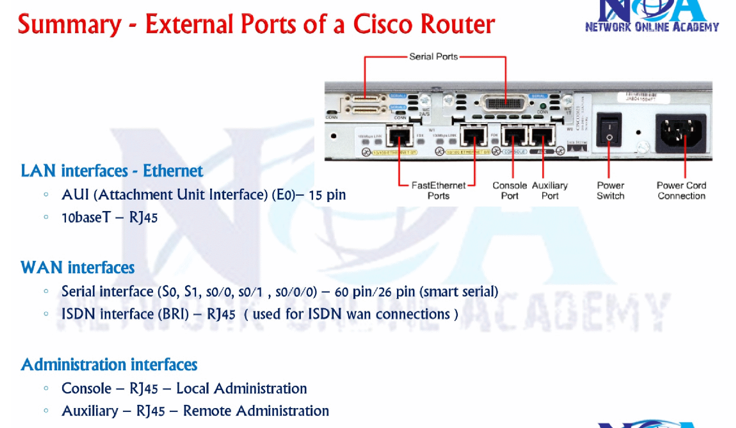 Summary - External Ports of a Cisco Router
NETWORK ONLINE ACADEMY
Serial Ports
FastEthernet Ports
Console Port
Auxiliary Port
Power Switch
Power Cord Connection
LAN interfaces - Ethernet
AUI (Attachment Unit Interface) (E0)– 15 pin
10baseT – RJ45
WAN interfaces
Serial interface (S0, S1, s0/0, s0/1 , s0/0/0) – 60 pin/26 pin (smart serial)
ISDN interface (BRI) – RJ45 ( used for ISDN wan connections )
NETWORK ONLINE ACADEMY
Administration interfaces
Console – RJ45 – Local Administration
Auxiliary – RJ45 – Remote Administration